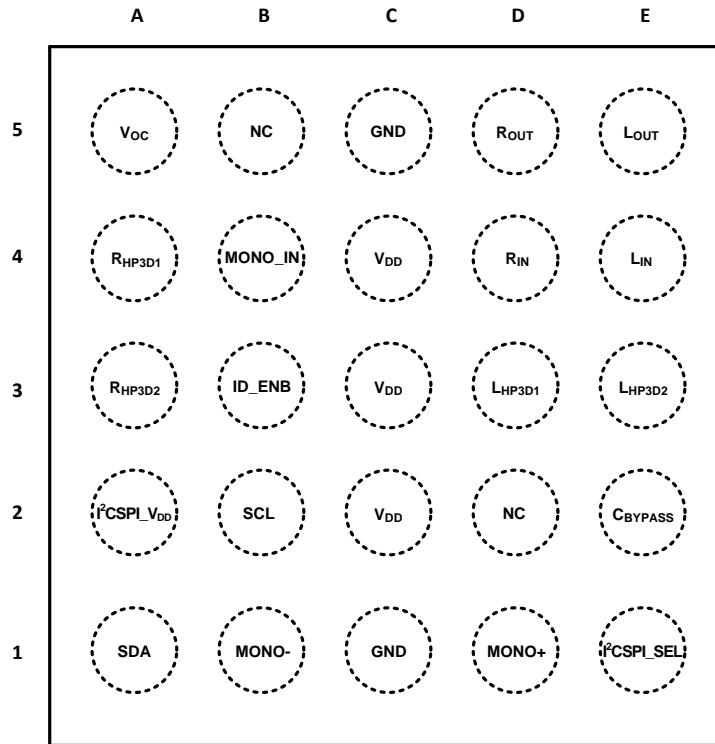 A B C D E
5 VOC NC GND ROUT LOUT
4 RHP3D1 MONO_IN VDD RIN LIN
3 RHP3D2 ID_ENB VDD LHP3D1 LHP3D2
2 I²CSPI_VDD SCL VDD NC CBYPASS
1 SDA MONO- GND MONO+ I²CSPI_SEL